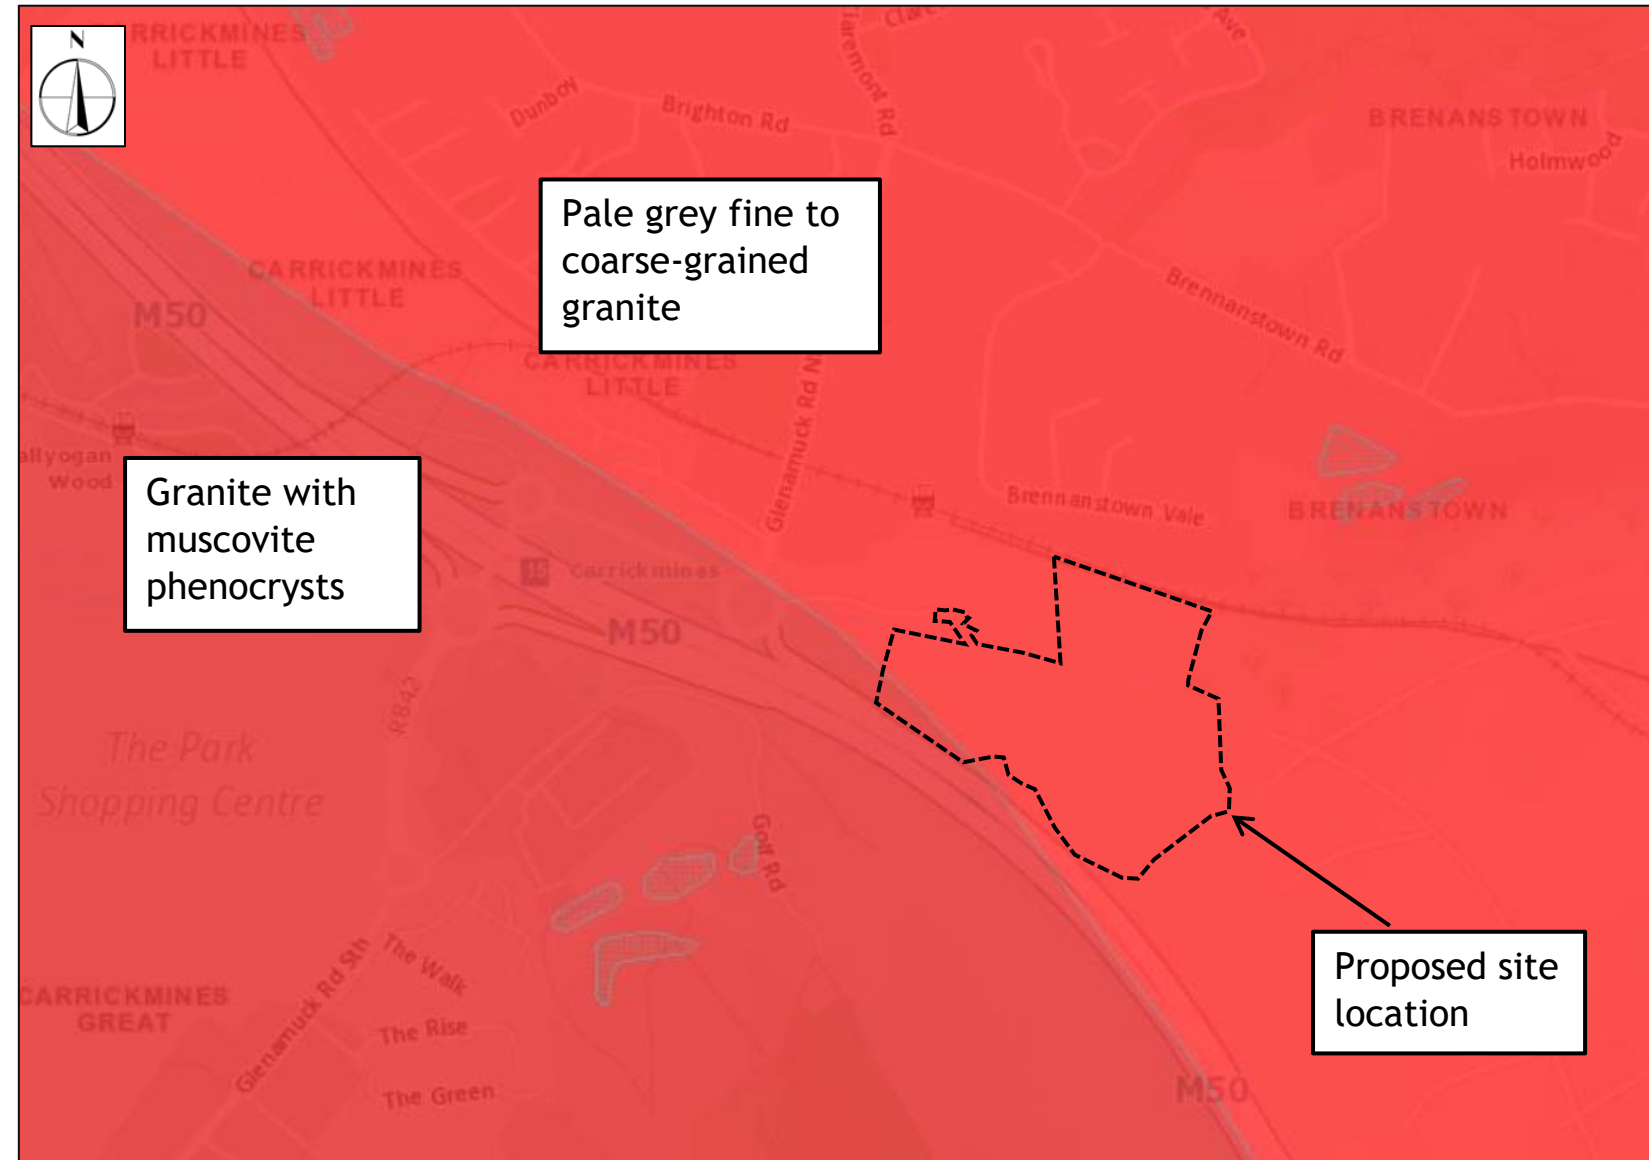 N
RRICKMINES
LITTLE
Claremont Rd
Ave
Dunboy
Brighton Rd
BRENANSTOWN
Holmwood
Pale grey fine to
coarse-grained
granite
CARRICKMINES
LITTLE
M50
Brennanstown Rd
CARRICKMINES
LITTLE
Glenamuck Rd N
allyogan
Wood
Granite with
muscovite
phenocrysts
Brennanstown Vale
BRENANSTOWN
15
Carrickmines
M50
R842
The Park
Shopping Centre
Golf Rd
Proposed site
location
CARRICKMINES
GREAT
Glenamuck Rd Sth
The Walk
The Rise
The Green
M50